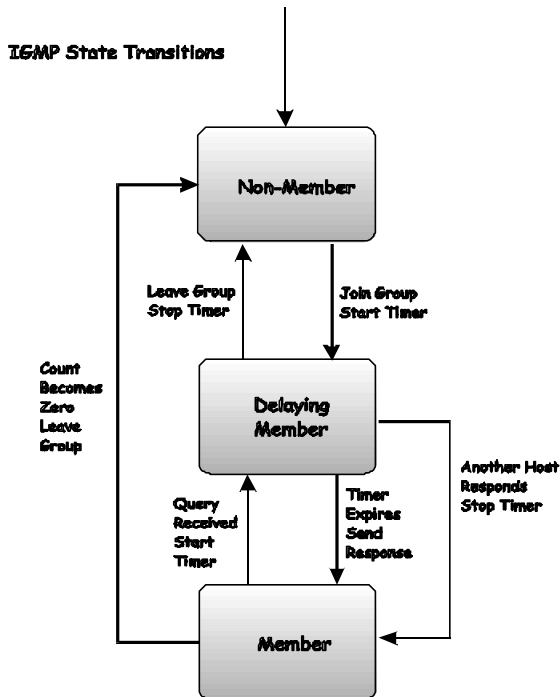 IGMP State Transitions
Non-Member
Leave Group
Stop Timer
Join Group
Start Timer
Count
Becomes
Zero
Leave
Group
Delaying
Member
Another Host
Responds
Stop Timer
Query
Received
Start
Timer
Timer
Expires
Send
Response
Member